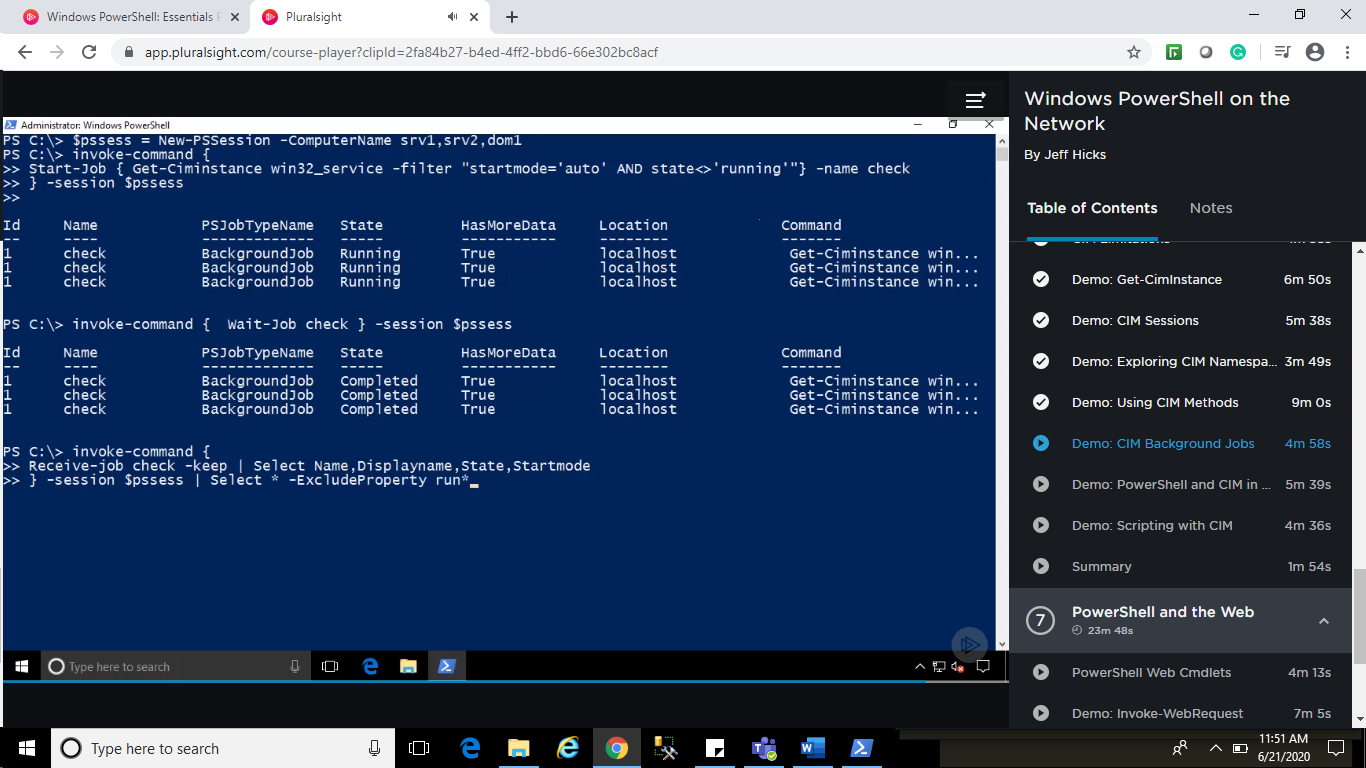 Windows PowerShell: Essentials P
Pluralsight
app.pluralsight.com/course-player?clipId=2fa84b27-b4ed-4ff2-bbd6-66e302bc8acf
Administrator: Windows PowerShell
PS C:\> $pssess = New-PSSession -ComputerName srv1,srv2,dom1
PS C:\> invoke-command {
>> Start-Job { Get-Ciminstance win32_service -filter "startmode='auto' AND state<>'running'"} -name check
>> } -session $pssess
>>
Id Name PSJobTypeName State HasMoreData Location Command
-- ---- ------------- ----- ----------- -------- -------
1 check BackgroundJob Running True localhost Get-Ciminstance win...
1 check BackgroundJob Running True localhost Get-Ciminstance win...
1 check BackgroundJob Running True localhost Get-Ciminstance win...
PS C:\> invoke-command {  Wait-Job check } -session $pssess
Id Name PSJobTypeName State HasMoreData Location Command
-- ---- ------------- ----- ----------- -------- -------
1 check BackgroundJob Completed True localhost Get-Ciminstance win...
1 check BackgroundJob Completed True localhost Get-Ciminstance win...
1 check BackgroundJob Completed True localhost Get-Ciminstance win...
PS C:\> invoke-command {
>> Receive-job check -keep | Select Name,Displayname,State,Startmode
>> } -session $pssess | Select * -ExcludeProperty run*
Type here to search
Windows PowerShell on the
Network
By Jeff Hicks
Table of Contents Notes
Demo: Get-CimInstance 6m 50s
Demo: CIM Sessions 5m 38s
Demo: Exploring CIM Namespa... 3m 49s
Demo: Using CIM Methods 9m 0s
Demo: CIM Background Jobs 4m 58s
Demo: PowerShell and CIM in ... 5m 39s
Demo: Scripting with CIM 4m 36s
Summary 1m 54s
7 PowerShell and the Web
23m 48s
PowerShell Web Cmdlets 4m 13s
Demo: Invoke-WebRequest 7m 5s
Type here to search
11:51 AM
6/21/2020